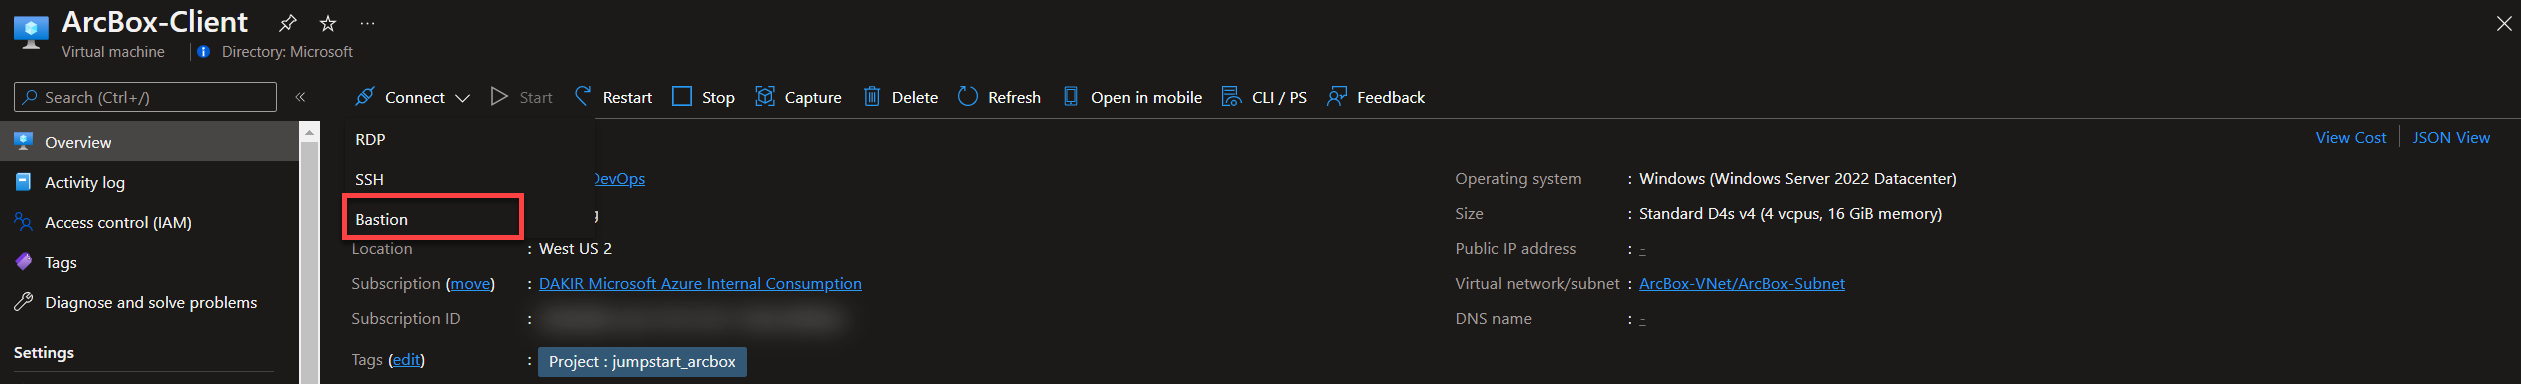 ArcBox-Client
Virtual machine
Directory: Microsoft
Search (Ctrl+/)
Connect
Start
Restart
Stop
Capture
Delete
Refresh
Open in mobile
CLI / PS
Feedback
Overview
Activity log
Access control (IAM)
Tags
Diagnose and solve problems
Settings
RDP
SSH
Bastion
View Cost
JSON View
DevOps
g
Location : West US 2
Subscription (move) : DAKIR Microsoft Azure Internal Consumption
Subscription ID :
Tags (edit) : Project : jumpstart_arcbox
Operating system : Windows (Windows Server 2022 Datacenter)
Size : Standard D4s v4 (4 vcpus, 16 GiB memory)
Public IP address : -
Virtual network/subnet : ArcBox-VNet/ArcBox-Subnet
DNS name : -